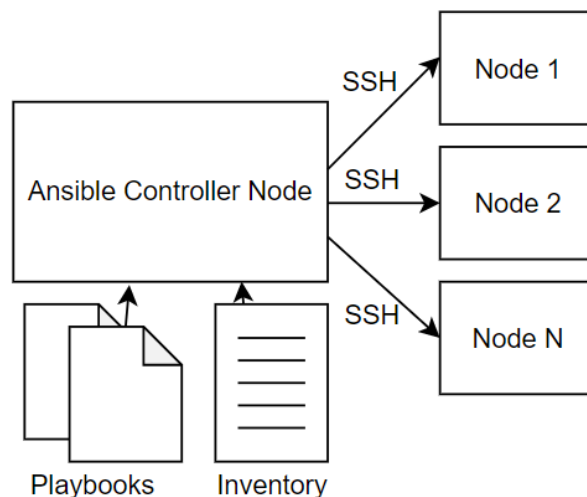 Node 1
SSH
Ansible Controller Node
SSH
Node 2
SSH
Node N
Playbooks
Inventory